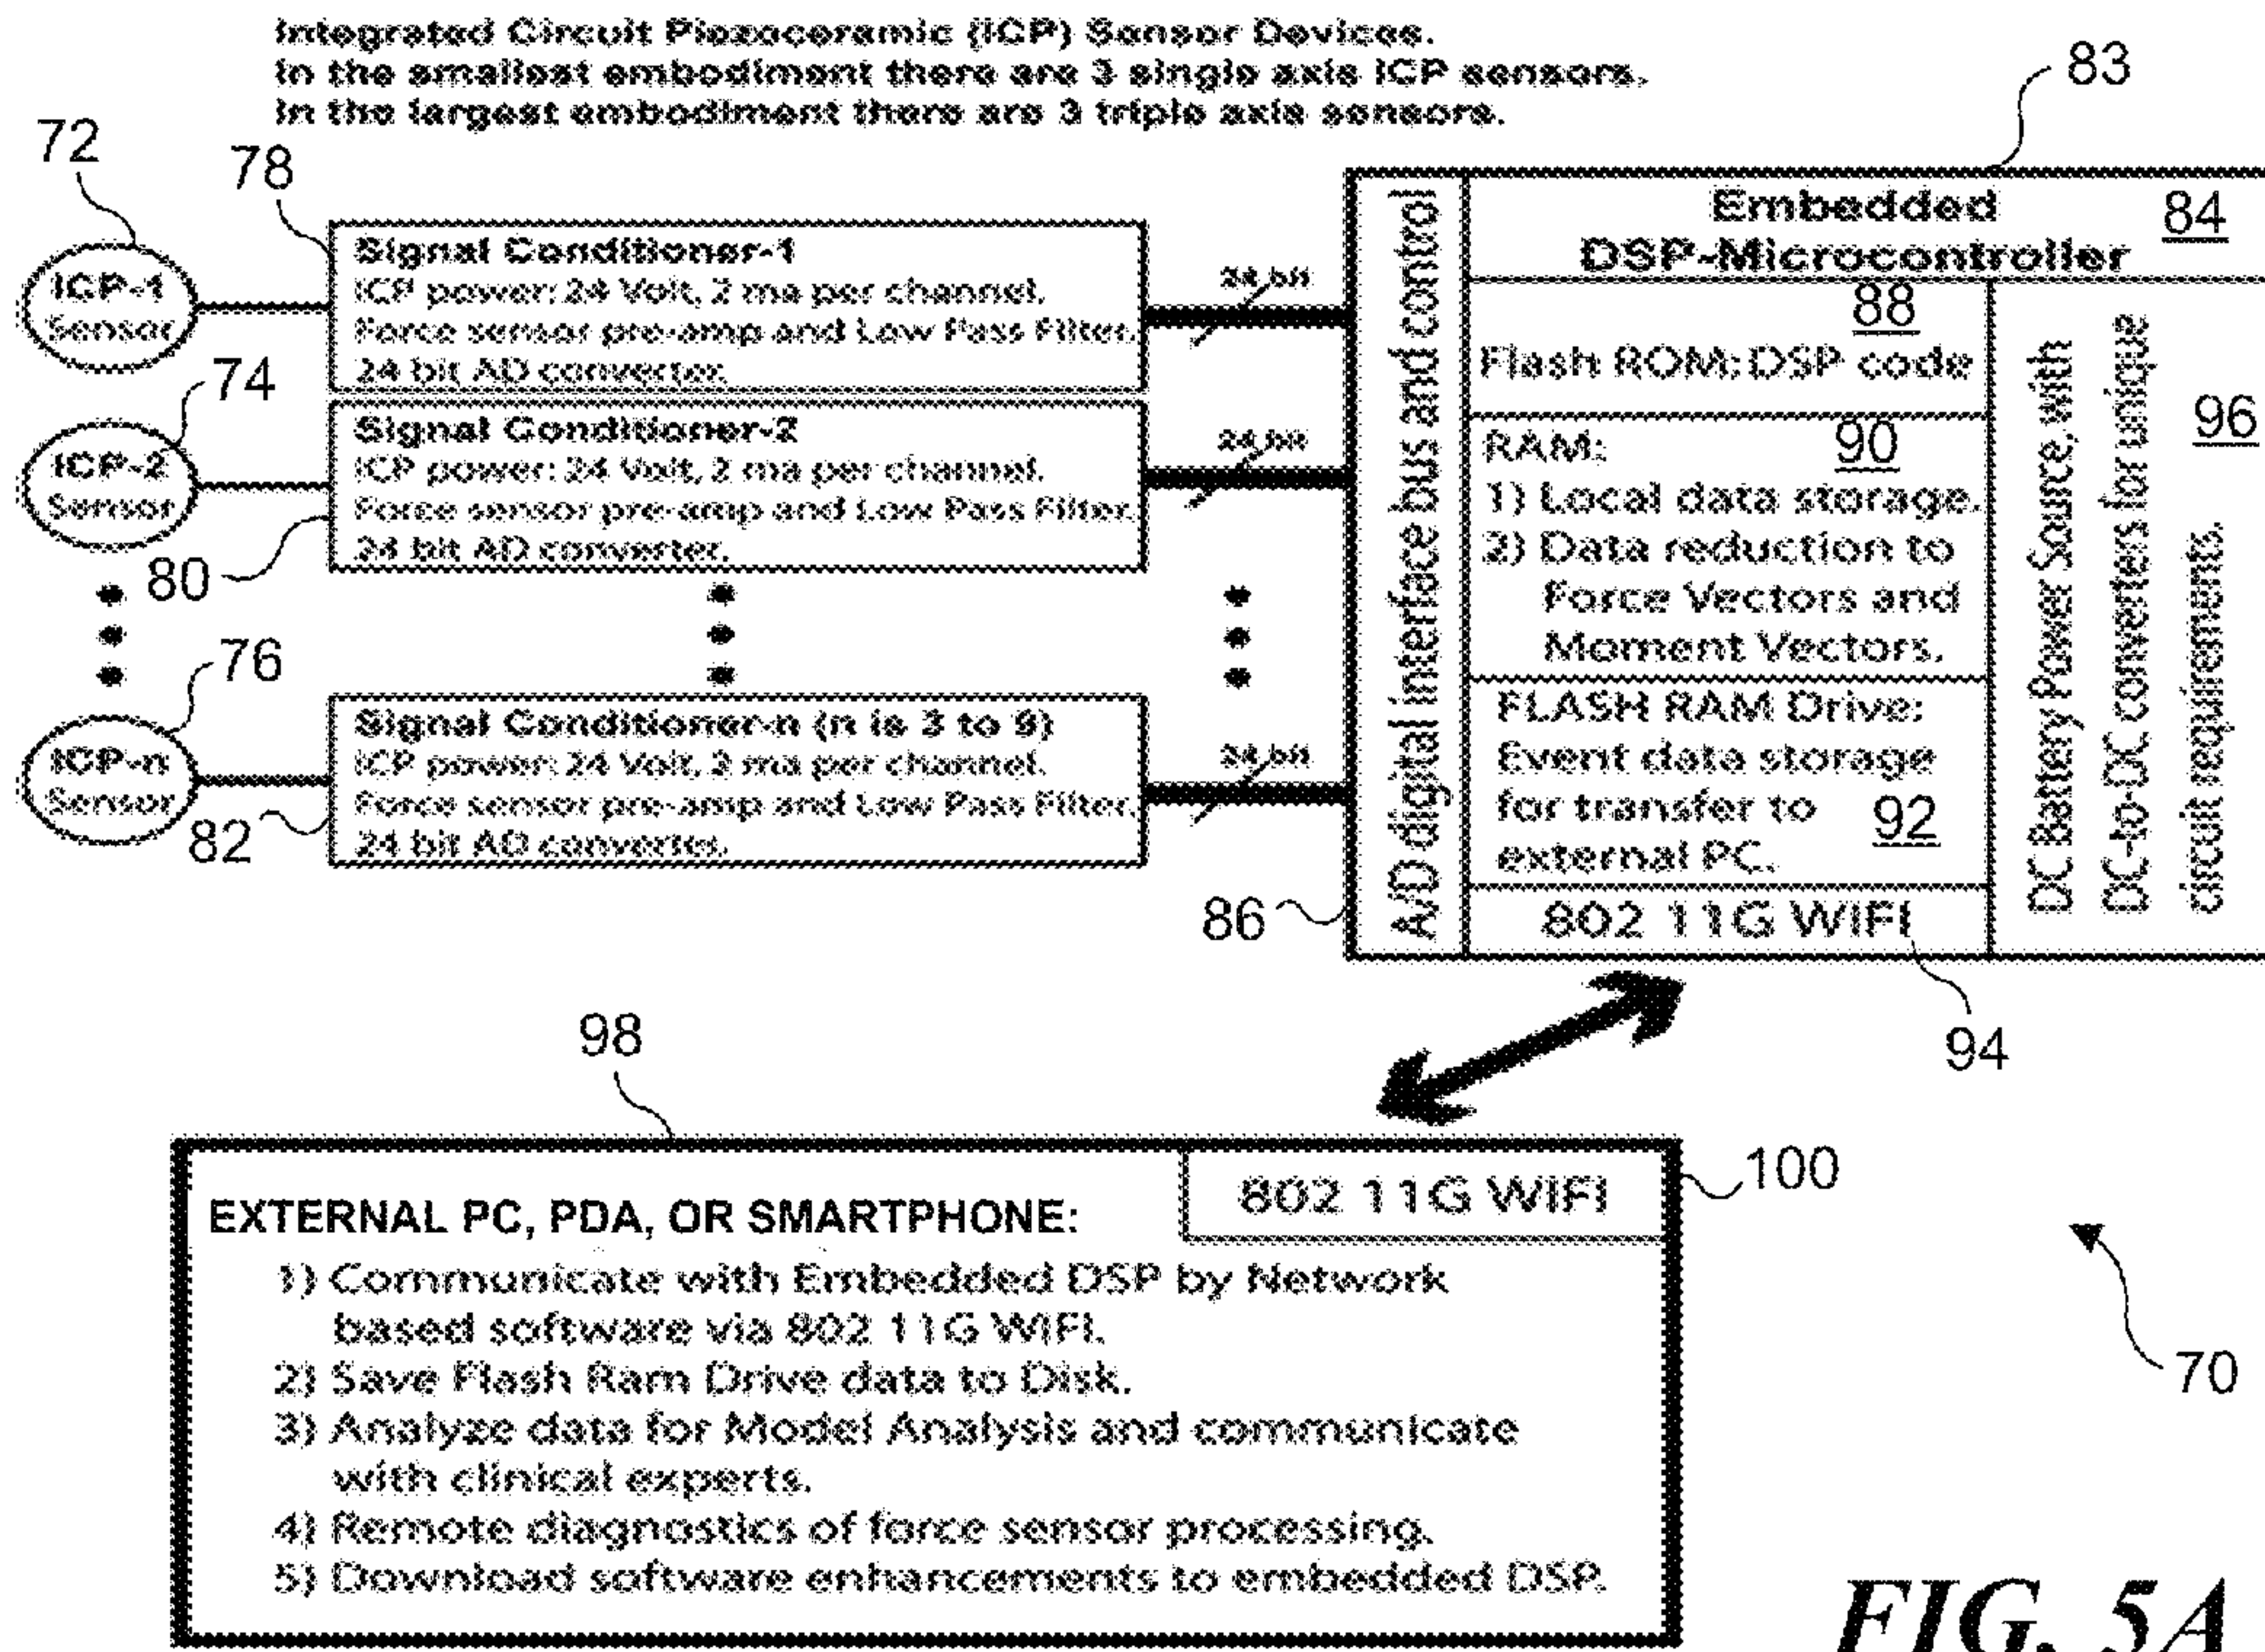 Integrated Circuit Piezoceramic (ICP) Sensor Devices.
In the smallest embodiment there are 3 single axis ICP sensors.
In the largest embodiment there are 3 triple axis sensors.
72
78
83
ICP-1
Sensor
Signal Conditioner-1
ICP power: 24 Volt, 2 ma per channel.
Force sensor pre-amp and Low Pass Filter.
24 bit AD converter.
24 bit
74
ICP-2
Sensor
80
Signal Conditioner-2
ICP power: 24 Volt, 2 ma per channel.
Force sensor pre-amp and Low Pass Filter.
24 bit AD converter.
24 bit
76
ICP-n
Sensor
82
Signal Conditioner-n (n is 3 to 9)
ICP power: 24 Volt, 2 ma per channel.
Force sensor pre-amp and Low Pass Filter.
24 bit AD converter.
24 bit
86
A/D digital interface bus and control
Embedded
DSP-Microcontroller
84
88
Flash ROM: DSP code
RAM:
90
1) Local data storage.
2) Data reduction to
Force Vectors and
Moment Vectors.
FLASH RAM Drive:
Event data storage
for transfer to
92
external PC.
802 11G WIFI
94
DC Battery Power Source, with
DC-to-DC converters for unique
circuit requirements.
96
98
100
802 11G WIFI
EXTERNAL PC, PDA, OR SMARTPHONE:
1) Communicate with Embedded DSP by Network
based software via 802 11G WIFI.
2) Save Flash Ram Drive data to Disk.
3) Analyze data for Model Analysis and communicate
with clinical experts.
4) Remote diagnostics of force sensor processing.
5) Download software enhancements to embedded DSP.
70
FIG. 5A